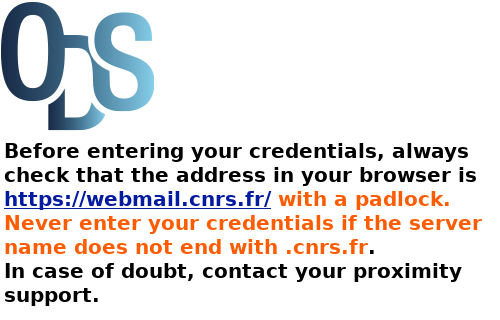 ODS
Before entering your credentials, always
check that the address in your browser is
https://webmail.cnrs.fr/ with a padlock.
Never enter your credentials if the server
name does not end with .cnrs.fr.
In case of doubt, contact your proximity
support.